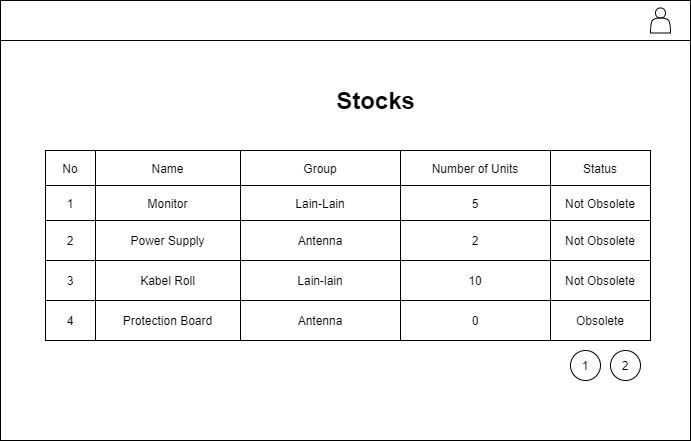 Stocks
No Name Group Number of Units Status
1 Monitor Lain-Lain 5 Not Obsolete
2 Power Supply Antenna 2 Not Obsolete
3 Kabel Roll Lain-lain 10 Not Obsolete
4 Protection Board Antenna 0 Obsolete
1 2